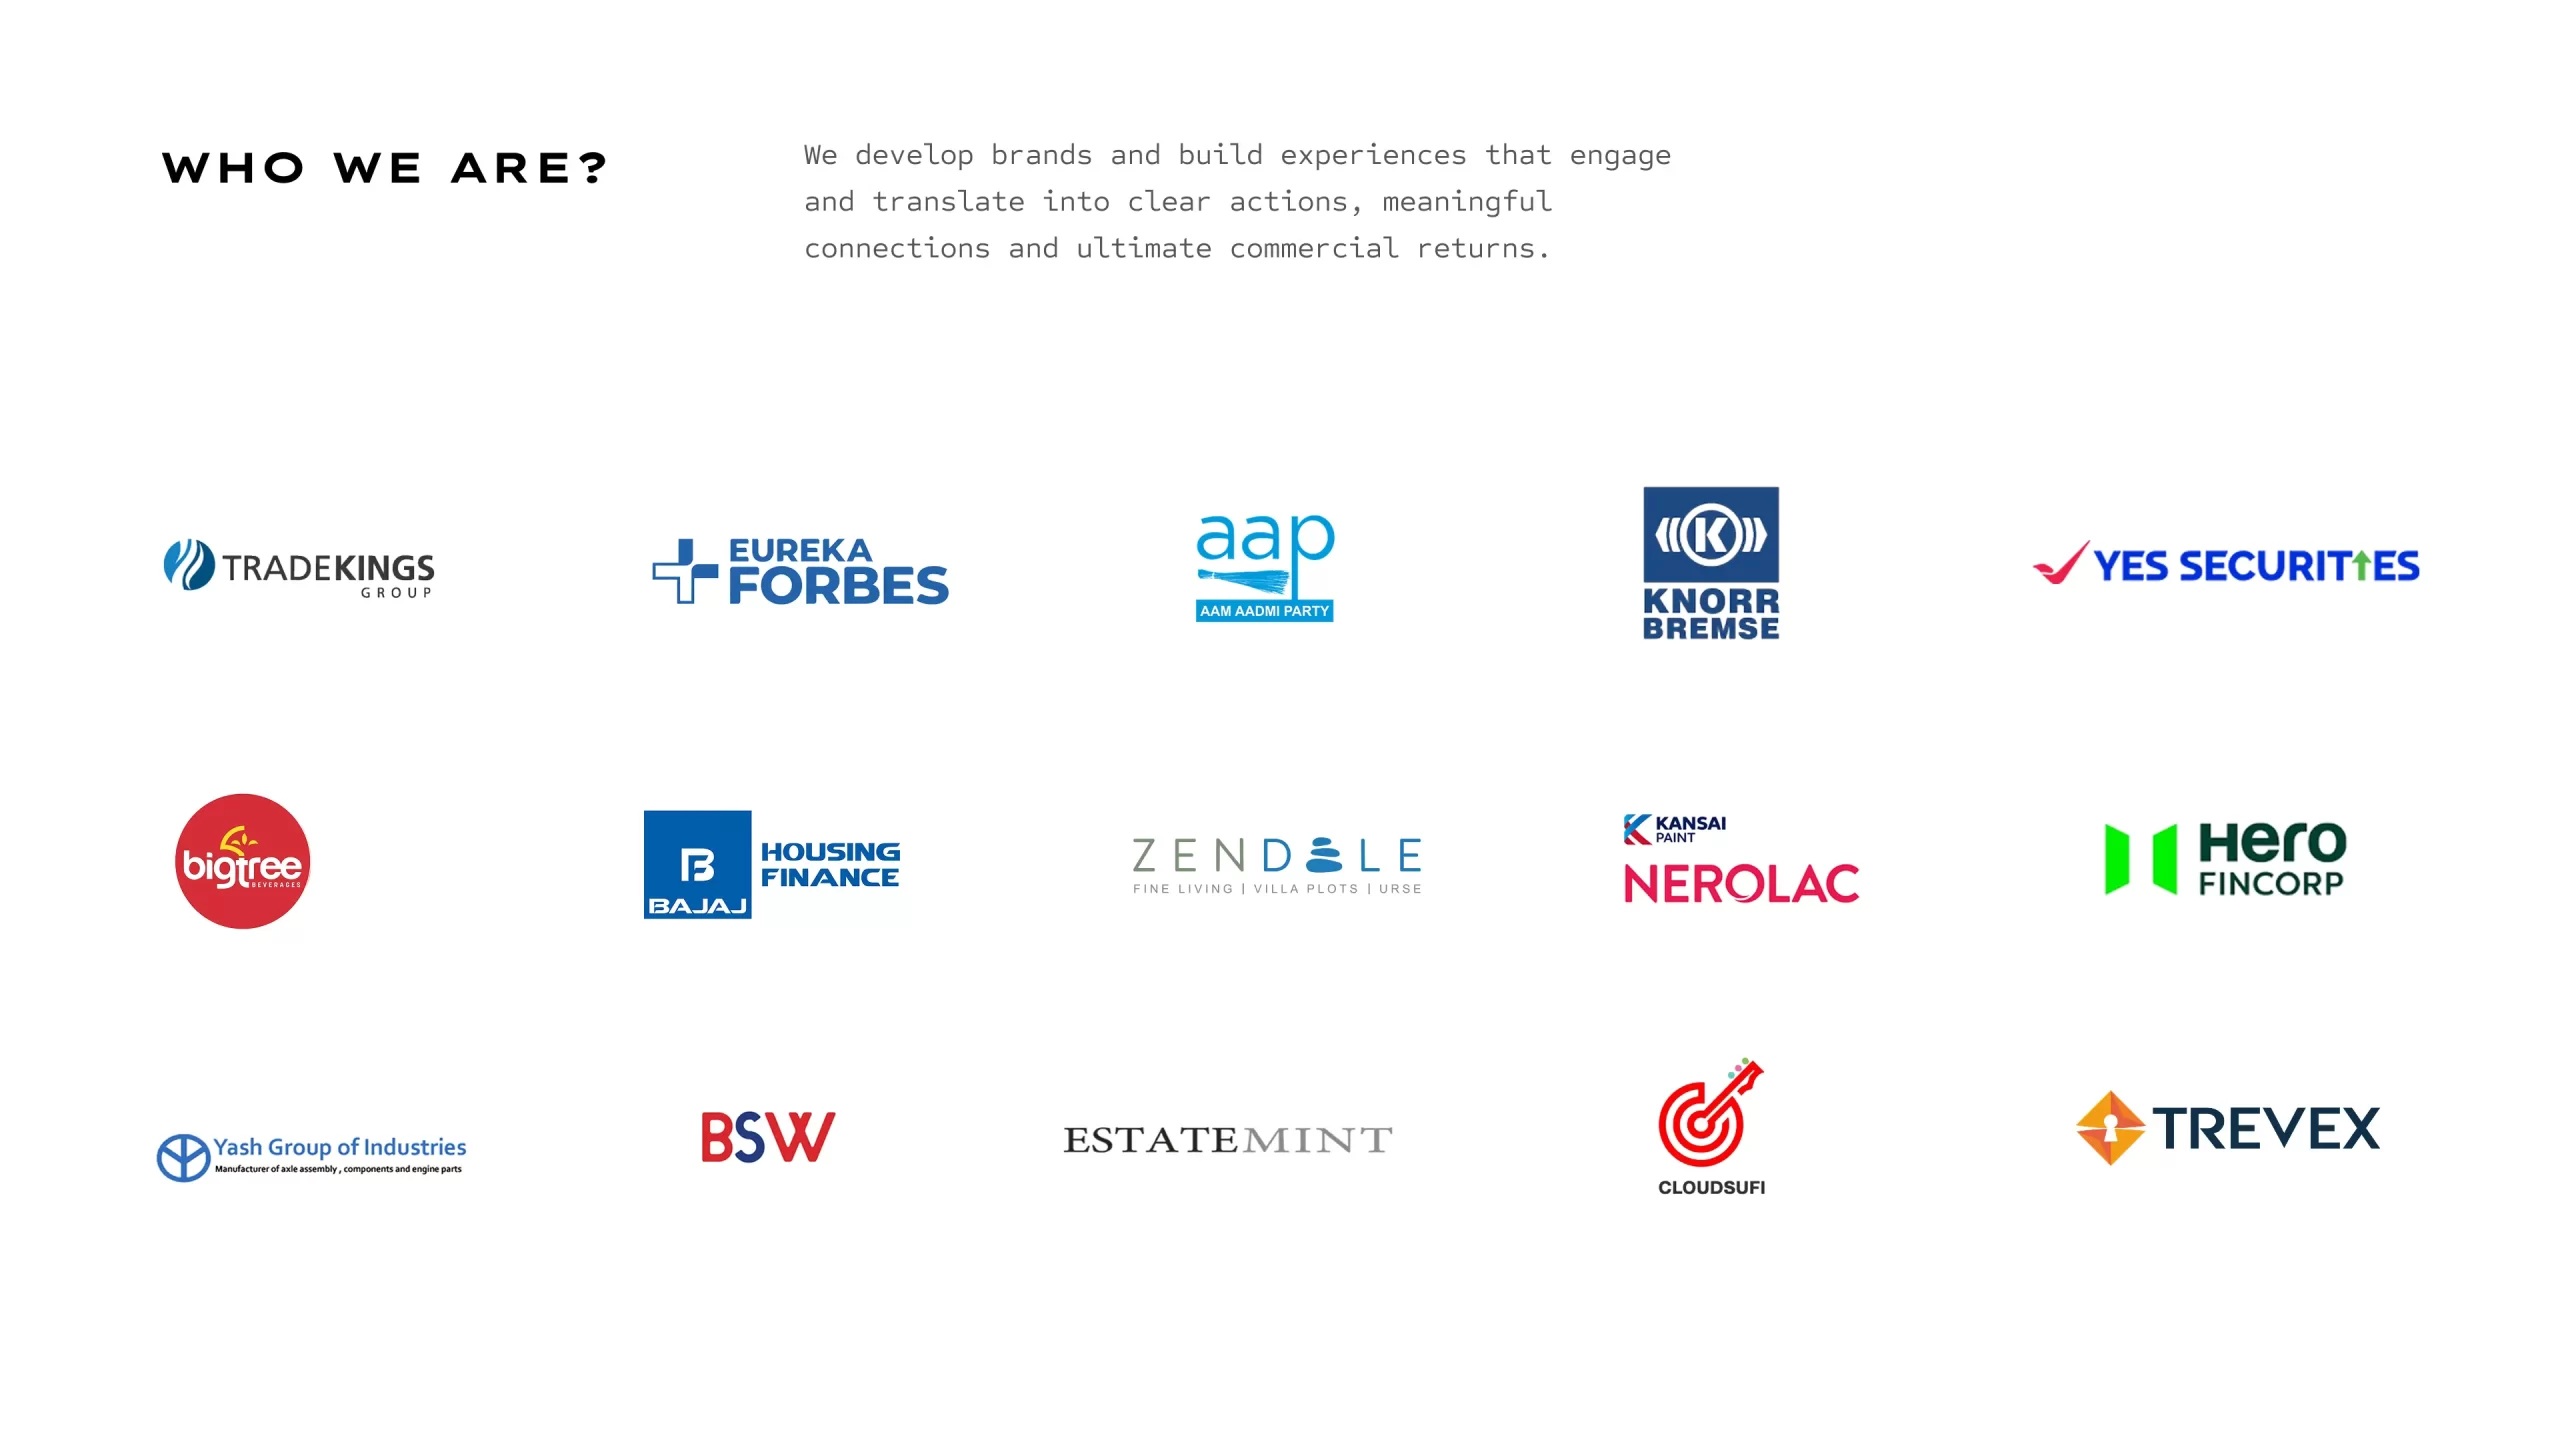 WHO WE ARE?
We develop brands and build experiences that engage
and translate into clear actions, meaningful
connections and ultimate commercial returns.
TRADEKINGS
GROUP
EUREKA
FORBES
aap
AAM AADMI PARTY
K
KNORR
BREMSE
YES SECURITIES
bigtree
BEVERAGES
B
BAJAJ
HOUSING
FINANCE
ZENDALE
FINE LIVING | VILLA PLOTS | URSE
KANSAI
PAINT
NEROLAC
Hero
FINCORP
Yash Group of Industries
Manufacturer of axle assembly , components and engine parts
BSW
ESTATEMINT
CLOUDSUFI
TREVEX